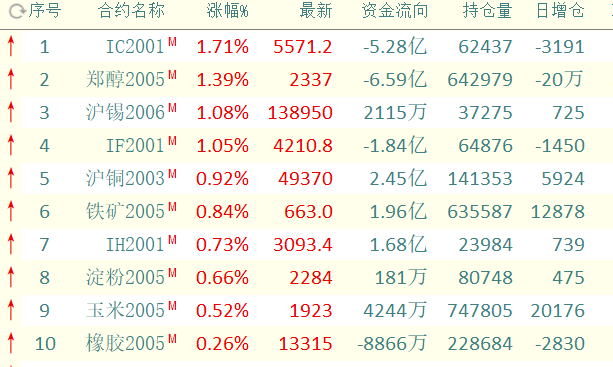 序号 合约名称 涨幅% 最新 资金流向 持仓量 日增仓
1 IC2001 M 1.71% 5571.2 -5.28亿 62437 -3191
2 郑醇2005 M 1.39% 2337 -6.59亿 642979 -20万
3 沪锡2006 M 1.08% 138950 2115万 37275 725
4 IF2001 M 1.05% 4210.8 -1.84亿 64876 -1450
5 沪铜2003 M 0.92% 49370 2.45亿 141353 5924
6 铁矿2005 M 0.84% 663.0 1.96亿 635587 12878
7 IH2001 M 0.73% 3093.4 1.68亿 23984 739
8 淀粉2005 M 0.66% 2284 181万 80748 475
9 玉米2005 M 0.52% 1923 4244万 747805 20176
10 橡胶2005 M 0.26% 13315 -8866万 228684 -2830